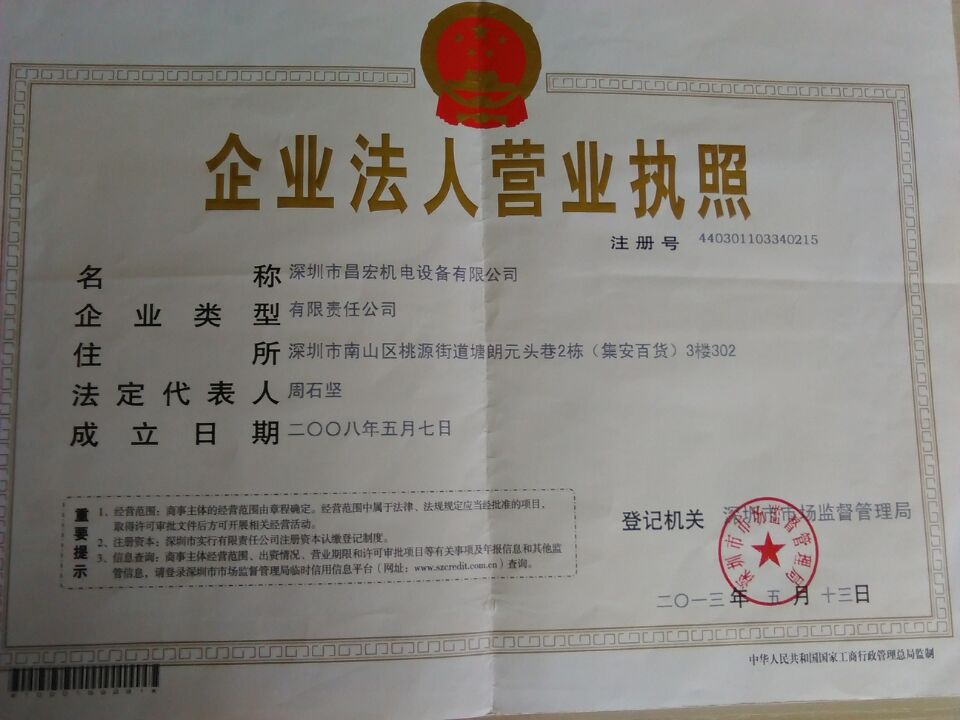 企业法人营业执照
注册号 440301103340215
名称 深圳市昌宏机电设备有限公司
企业类型 有限责任公司
住所 深圳市南山区桃源街道塘朗元头巷2栋（集安百货）3楼302
法定代表人 周石坚
成立日期 二〇〇八年五月七日
重要提示
1、经营范围：商事主体的经营范围由章程确定。经营范围中属于法律、法规规定应当经批准的项目，
取得许可审批文件后方可开展相关经营活动。
2、注册资本：深圳市实行有限责任公司注册资本认缴登记制度。
3、信息查询：商事主体经营范围、出资情况、营业期限和许可审批项目等有关事项及年报信息和其他监
管信息，请登录深圳市市场监督管理局临时信用信息平台（网址：www.szcredit.com.cn）查询。
登记机关 深圳市市场监督管理局
深圳市市场监督管理局
二〇一三年五月十三日
中华人民共和国国家工商行政管理总局监制